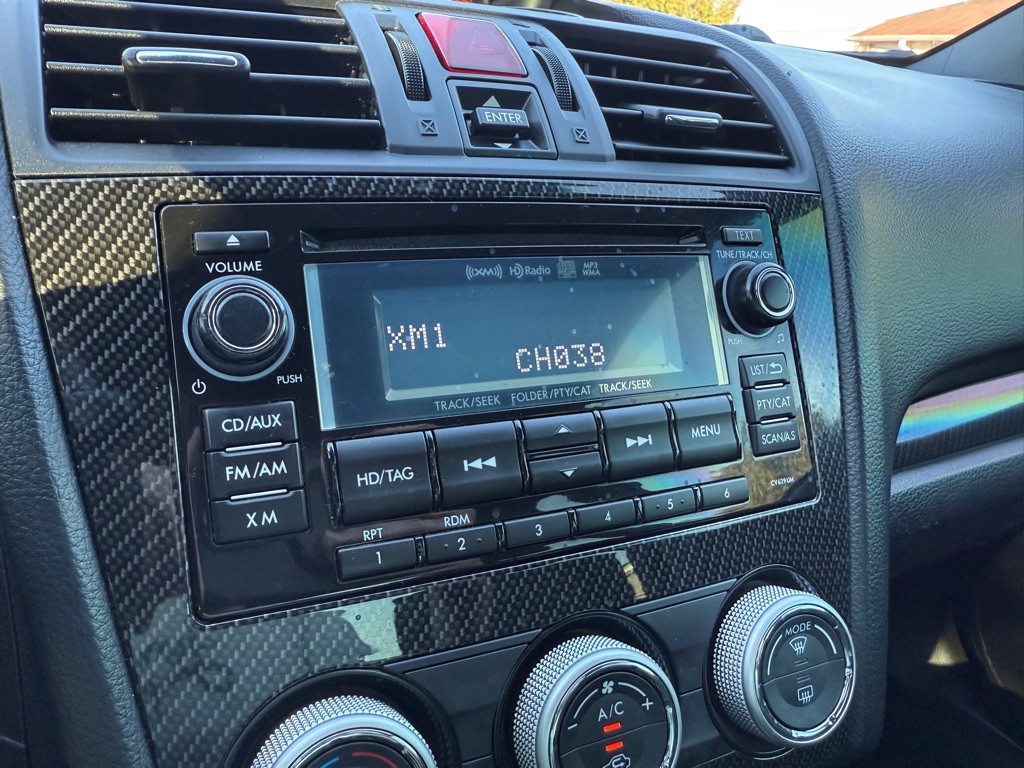 ENTER
TEXT
VOLUME
TUNE/TRACK/CH
((XM))
HD Radio
MP3
WMA
XM1
CH038
PUSH
PUSH
TRACK/SEEK FOLDER/PTY/CAT TRACK/SEEK
LIST/
PTY/CAT
SCAN/A.S
CD/AUX
FM/AM
XM
HD/TAG
MENU
RPT
RDM
1
2
3
4
5
6
CV629UM
MODE
A/C